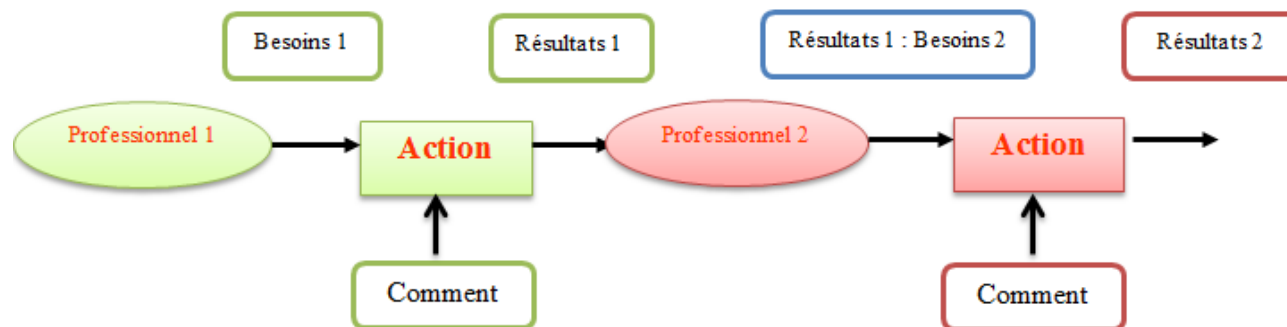 Besoins 1
Résultats 1
Résultats 1 : Besoins 2
Résultats 2
Professionnel 1
Action
Professionnel 2
Action
Comment
Comment